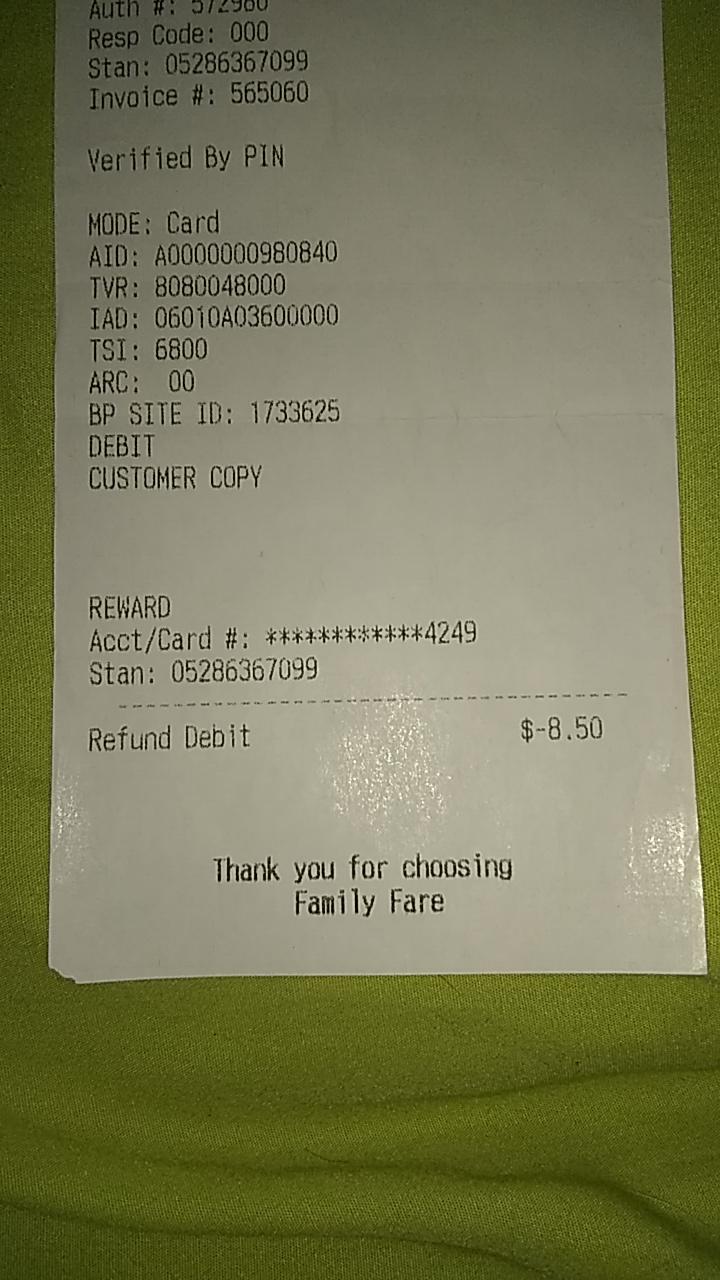 Auth #: 572980
Resp Code: 000
Stan: 05286367099
Invoice #: 565060
Verified By PIN
MODE: Card
AID: A0000000980840
TVR: 8080048000
IAD: 06010A03600000
TSI: 6800
ARC: 00
BP SITE ID: 1733625
DEBIT
CUSTOMER COPY
REWARD
Acct/Card #: ************4249
Stan: 05286367099
Refund Debit $-8.50
Thank you for choosing
Family Fare